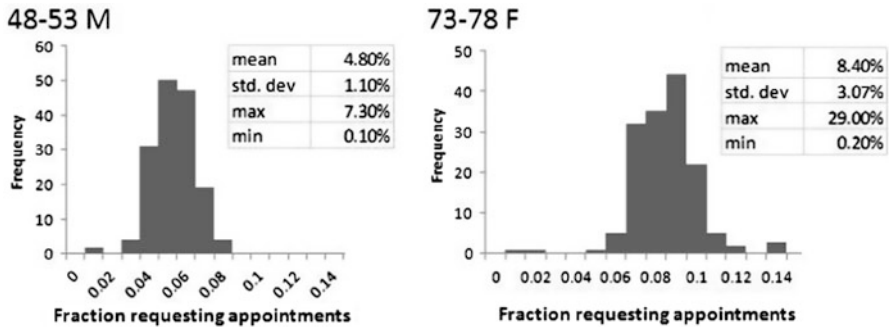 48-53 M
60
50
40
30
20
10
0
Frequency
0
0.02
0.04
0.06
0.08
0.1
0.12
0.14
Fraction requesting appointments
mean 4.80%
std. dev 1.10%
max 7.30%
min 0.10%
73-78 F
50
40
30
20
10
0
Frequency
0
0.02
0.04
0.06
0.08
0.1
0.12
0.14
Fraction requesting appointments
mean 8.40%
std. dev 3.07%
max 29.00%
min 0.20%